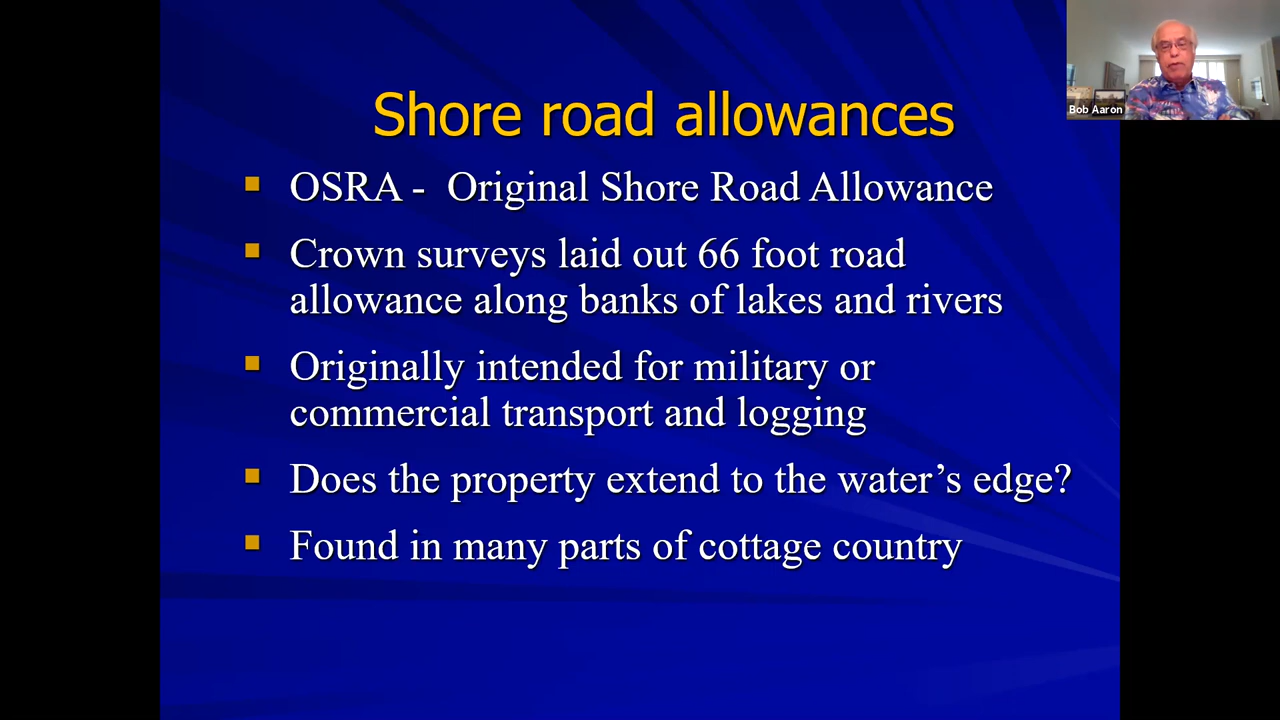 Shore road allowances
OSRA - Original Shore Road Allowance
Crown surveys laid out 66 foot road
allowance along banks of lakes and rivers
Originally intended for military or
commercial transport and logging
Does the property extend to the water’s edge?
Found in many parts of cottage country
Bob Aaron